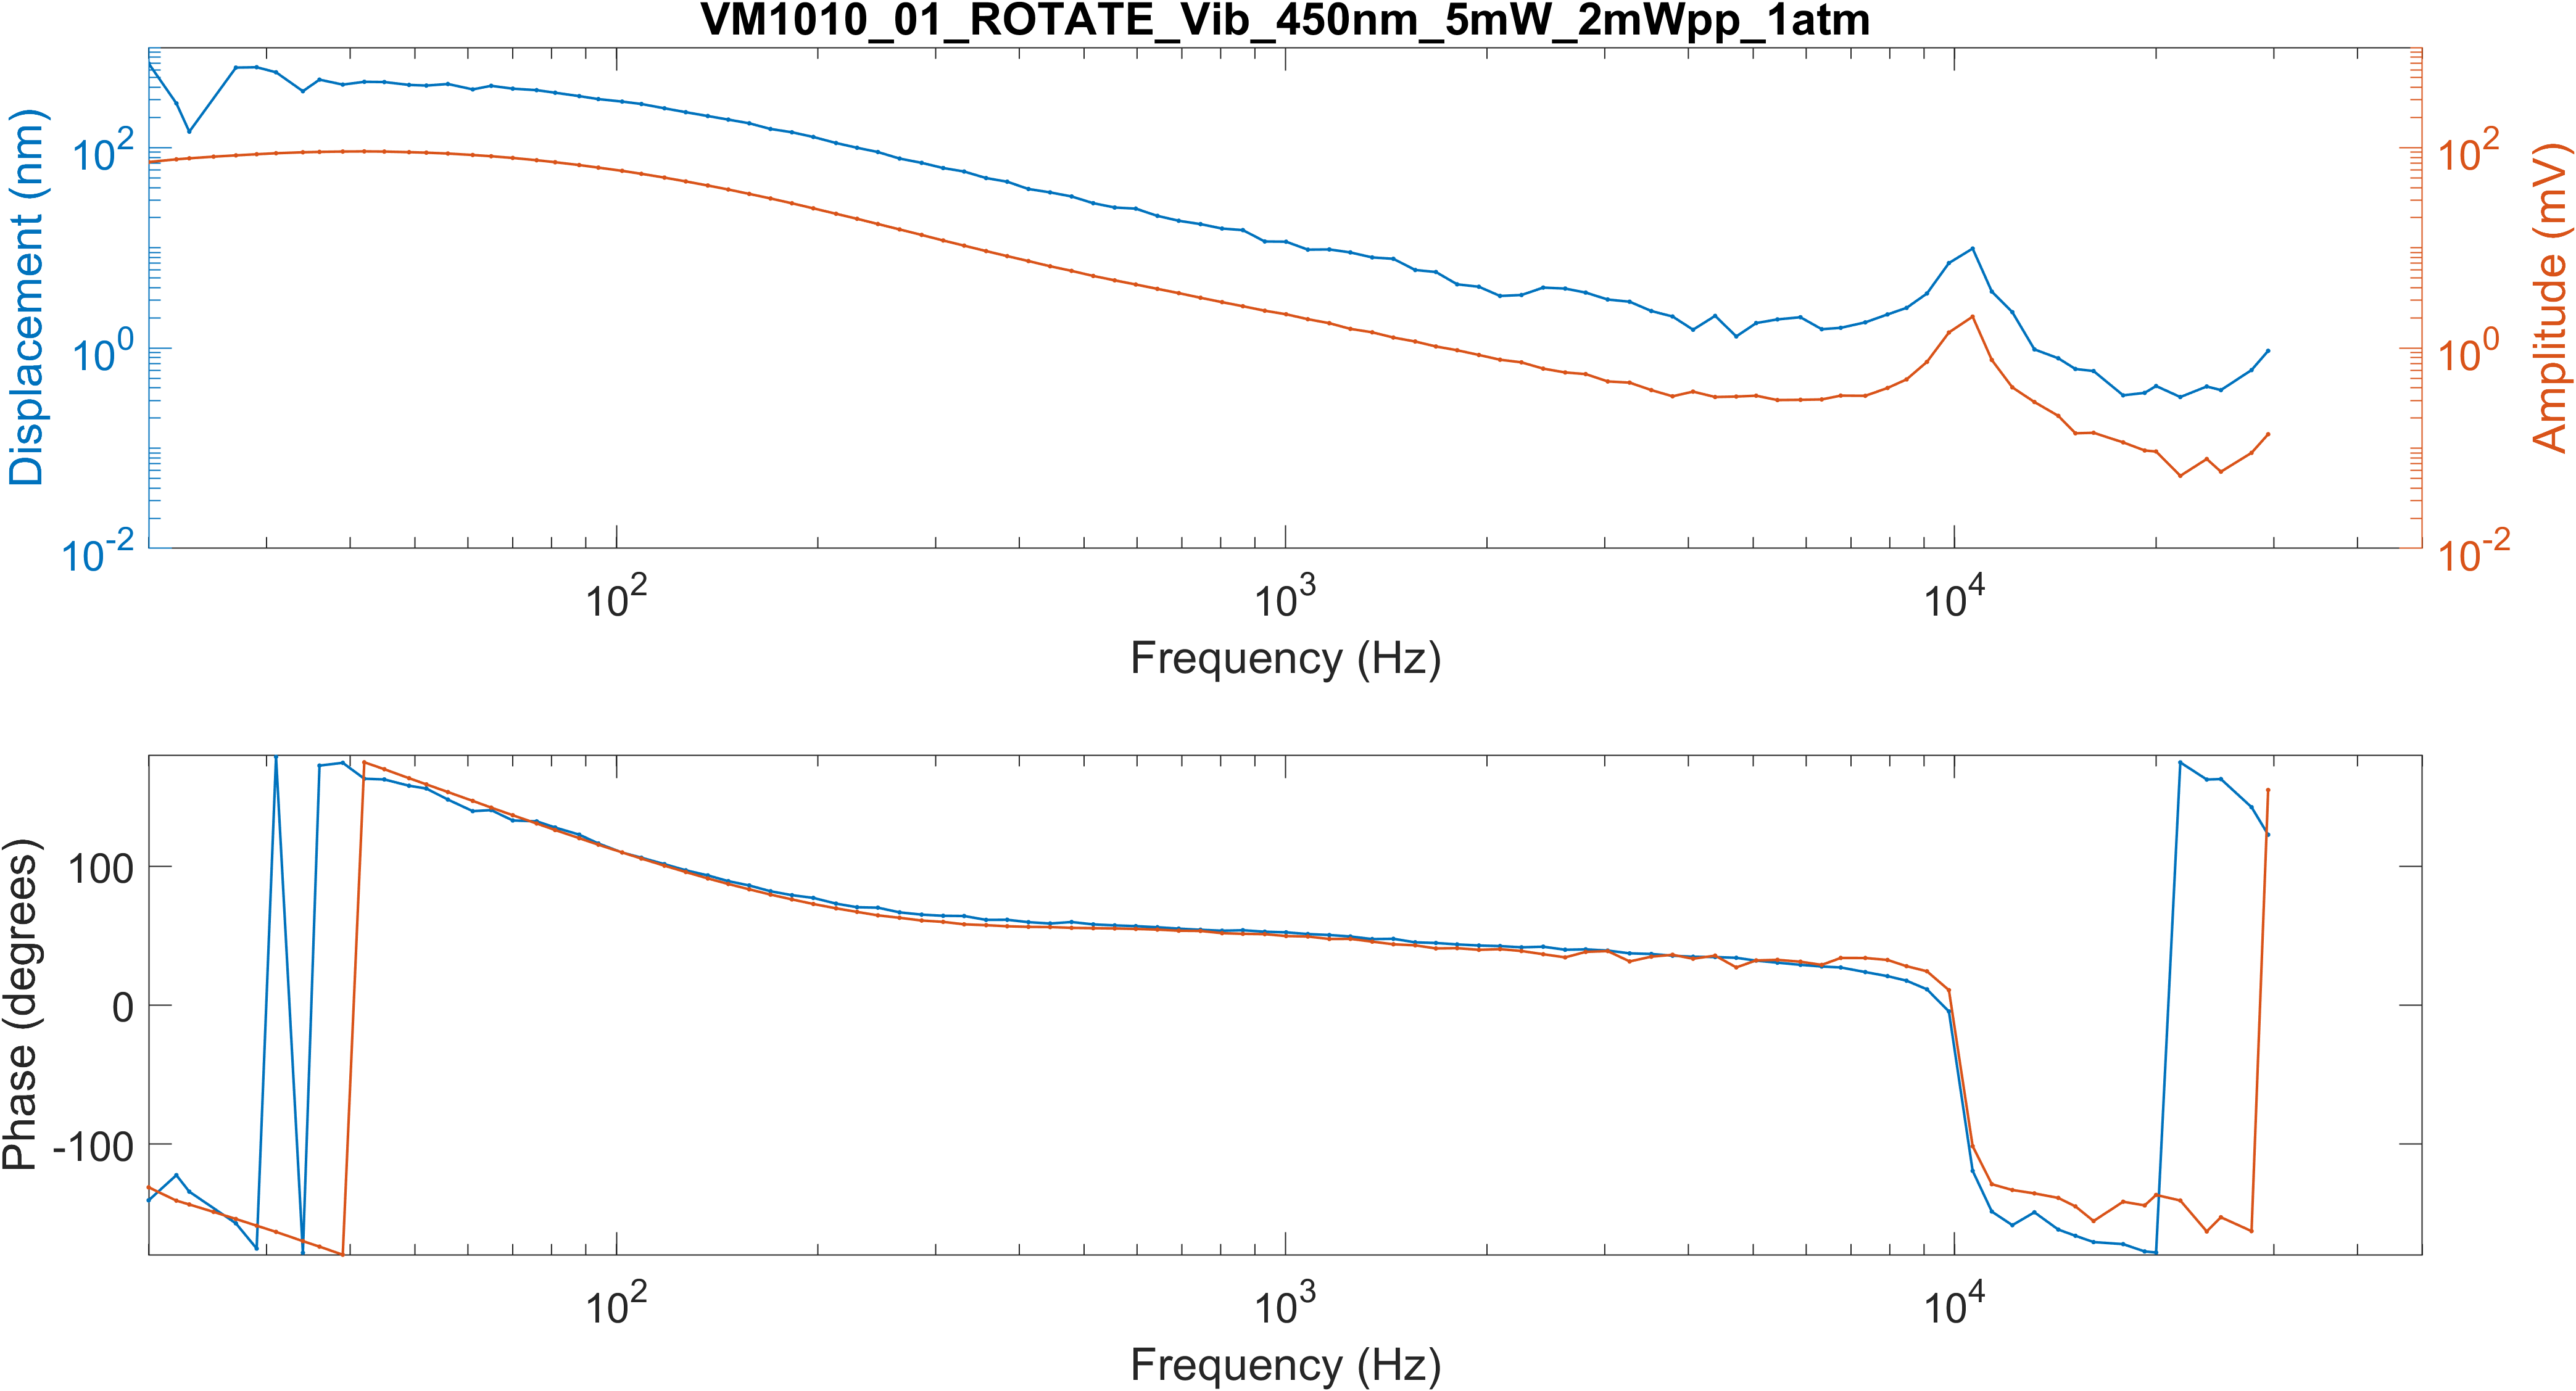 VM1010_01_ROTATE_Vib_450nm_5mW_2mWpp_1atm
Displacement (nm)
10^2
10^0
10^-2
10^2
10^0
10^-2
Amplitude (mV)
10^2
10^3
10^4
Frequency (Hz)
Phase (degrees)
100
0
-100
10^2
10^3
10^4
Frequency (Hz)